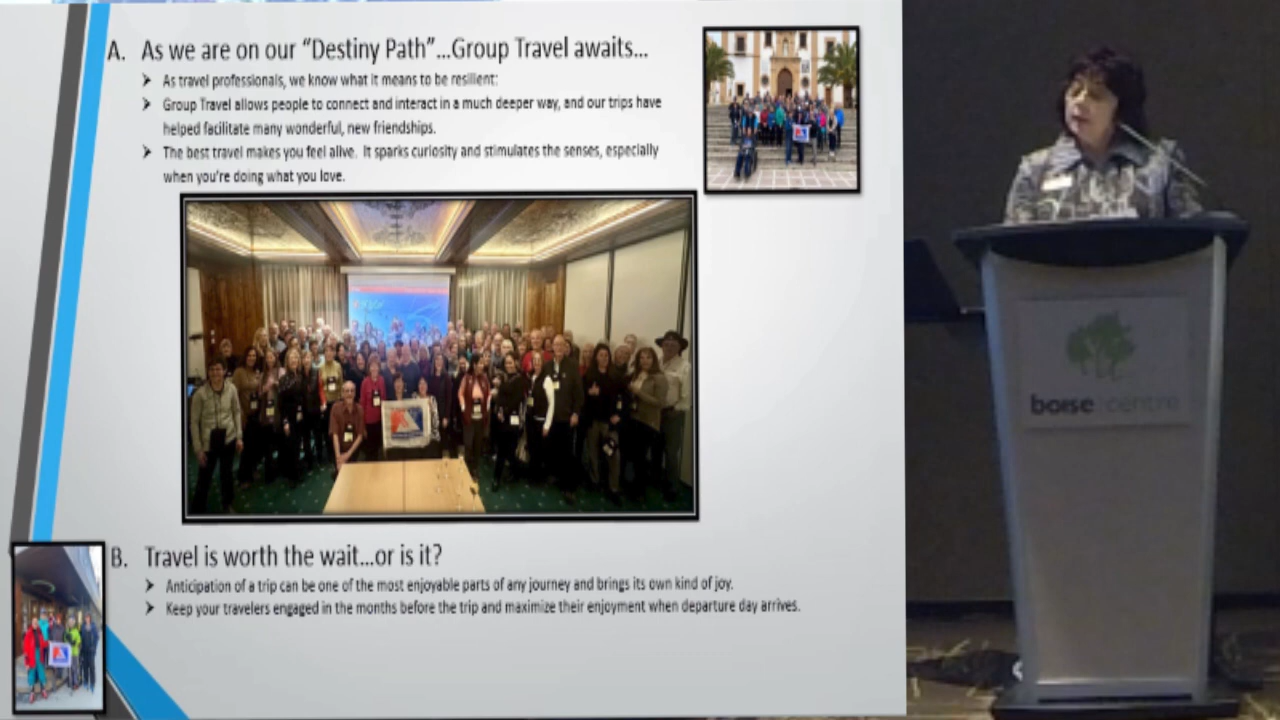 A. As we are on our “Destiny Path”...Group Travel awaits...
As travel professionals, we know what it means to be resilient:
Group Travel allows people to connect and interact in a much deeper way, and our trips have
helped facilitate many wonderful, new friendships.
The best travel makes you feel alive. It sparks curiosity and stimulates the senses, especially
when you're doing what you love.
B. Travel is worth the wait...or is it?
Anticipation of a trip can be one of the most enjoyable parts of any journey and brings its own kind of joy.
Keep your travelers engaged in the months before the trip and maximize their enjoyment when departure day arrives.
boise centre